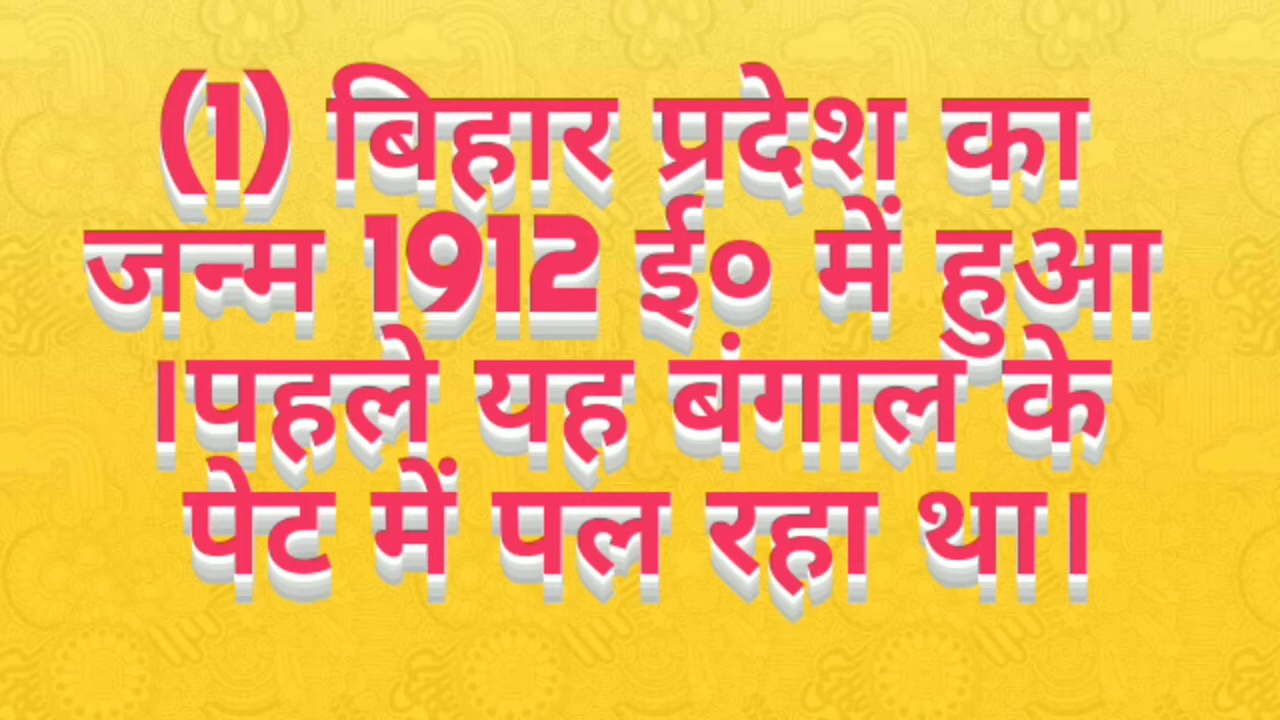 (1) बिहार प्रदेश का
जन्म 1912 ई० में हुआ
।पहले यह बंगाल के
पेट में पल रहा था।